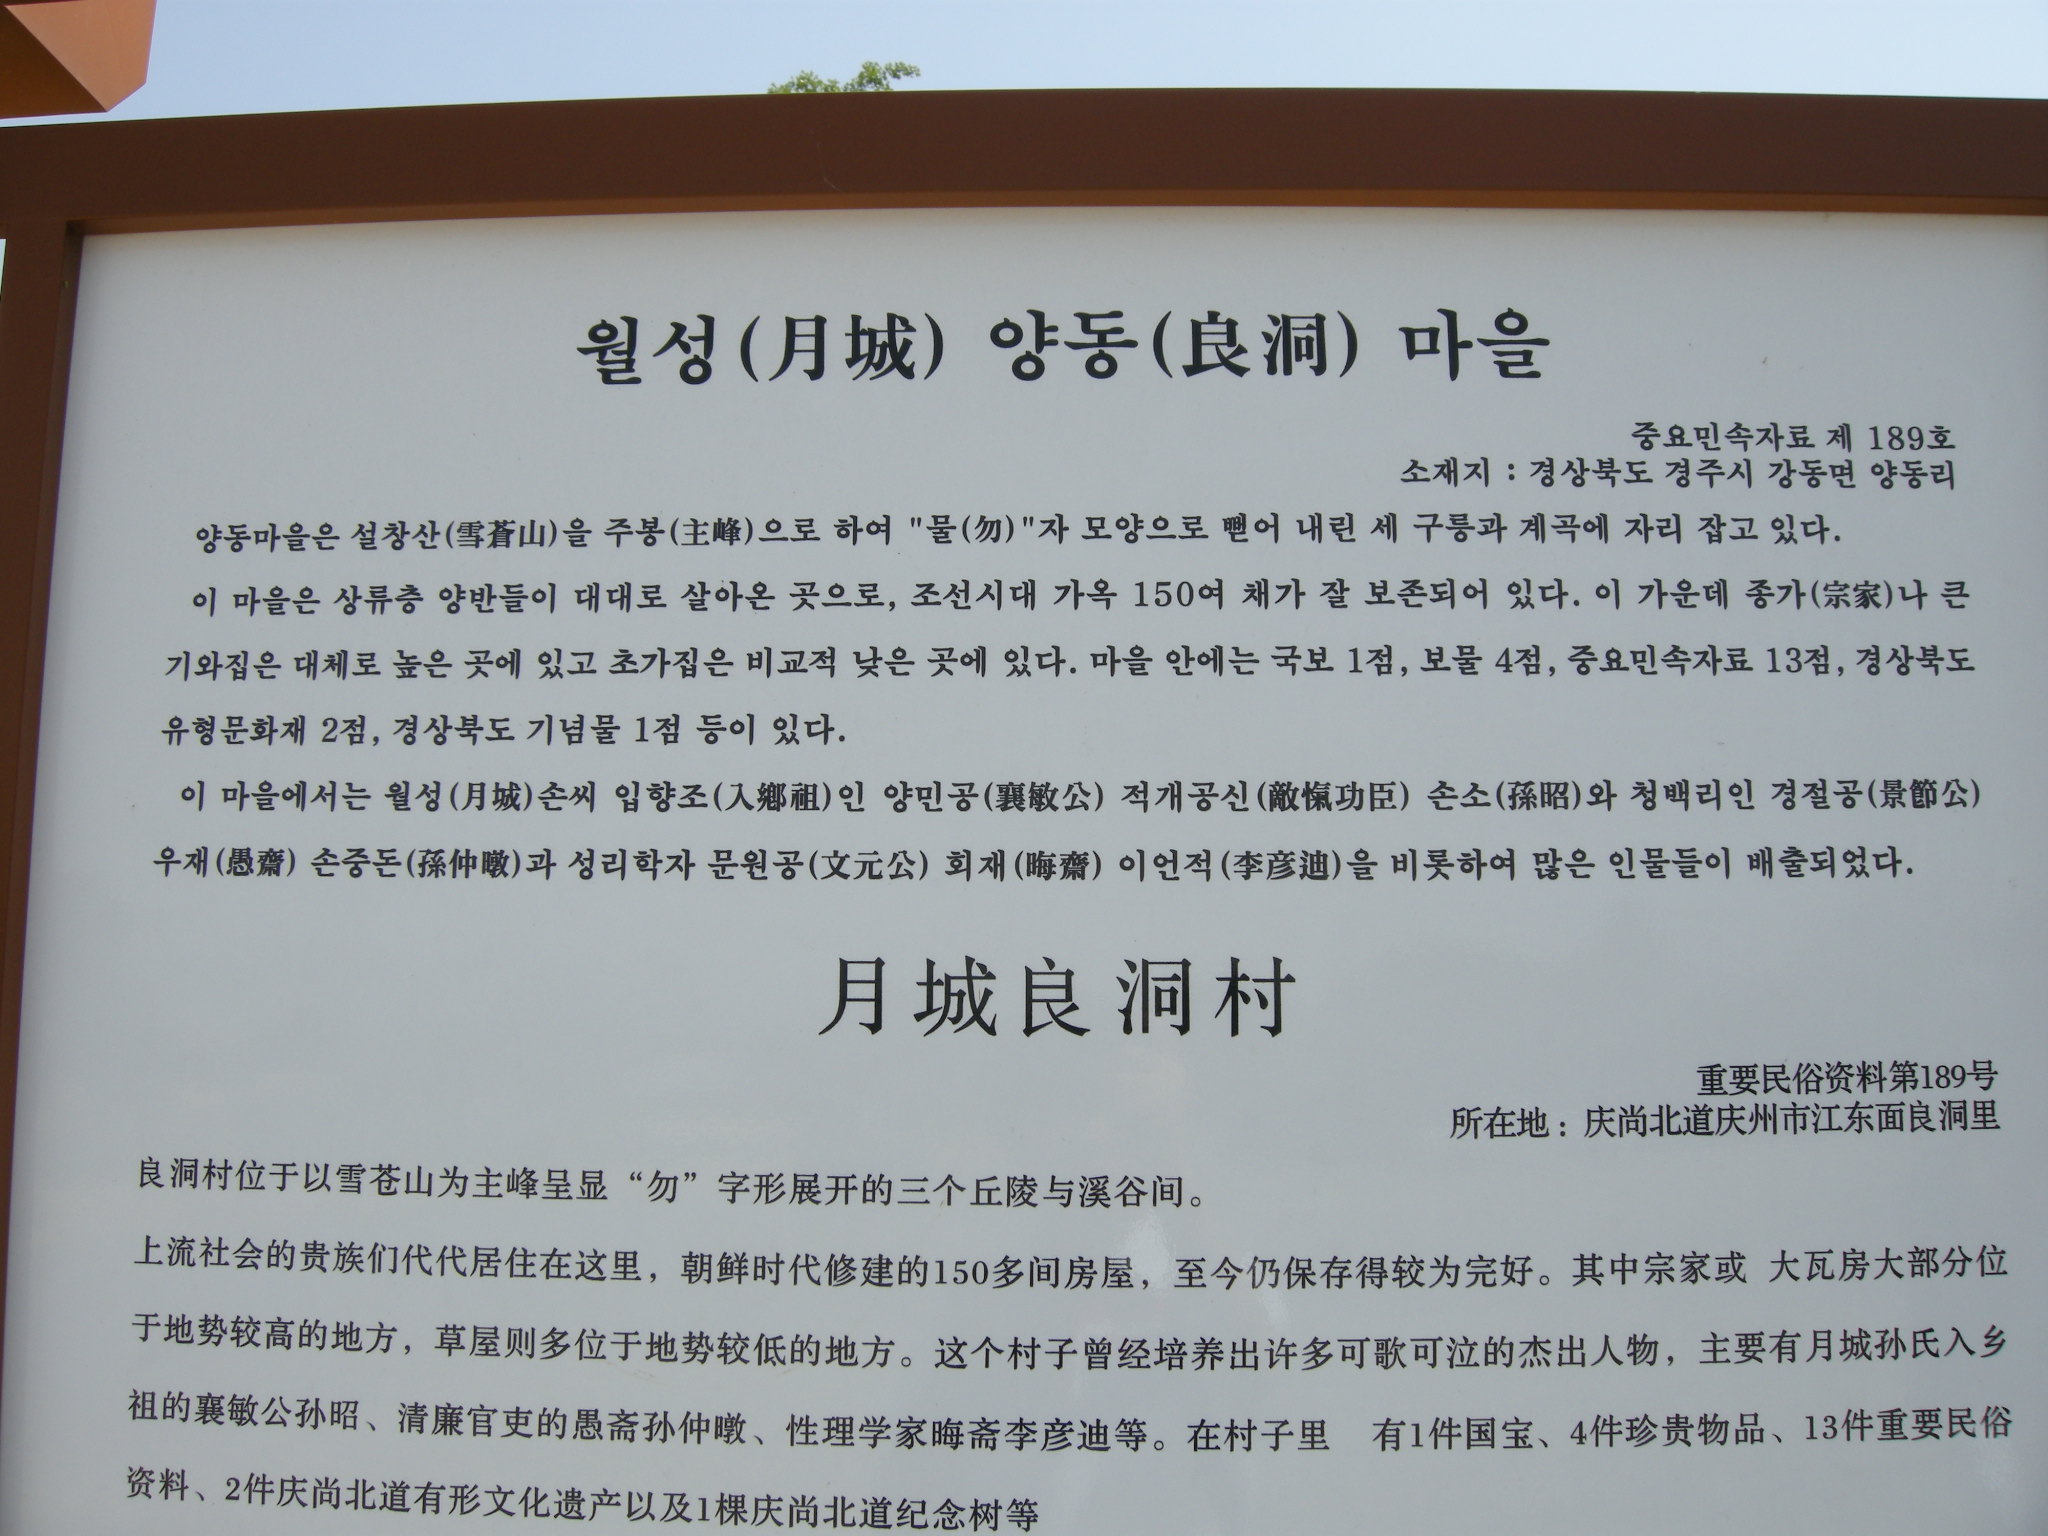 월성(月城) 양동(良洞) 마을
중요민속자료 제 189호
소재지 : 경상북도 경주시 강동면 양동리
양동마을은 설창산(雪蒼山)을 주봉(主峰)으로 하여 "물(勿)"자 모양으로 뻗어 내린 세 구릉과 계곡에 자리 잡고 있다.
이 마을은 상류층 양반들이 대대로 살아온 곳으로, 조선시대 가옥 150여 채가 잘 보존되어 있다. 이 가운데 종가(宗家)나 큰
기와집은 대체로 높은 곳에 있고 초가집은 비교적 낮은 곳에 있다. 마을 안에는 국보 1점, 보물 4점, 중요민속자료 13점, 경상북도
유형문화재 2점, 경상북도 기념물 1점 등이 있다.
이 마을에서는 월성(月城)손씨 입향조(入鄕祖)인 양민공(襄敏公) 적개공신(敵愾功臣) 손소(孫昭)와 청백리인 경절공(景節公)
우재(愚齋) 손중돈(孫仲暾)과 성리학자 문원공(文元公) 회재(晦齋) 이언적(李彦迪)을 비롯하여 많은 인물들이 배출되었다.
月城良洞村
重要民俗资料第189号
所在地：庆尚北道庆州市江东面良洞里
良洞村位于以雪苍山为主峰呈显“勿”字形展开的三个丘陵与溪谷间。
上流社会的贵族们代代居住在这里，朝鲜时代修建的150多间房屋，至今仍保存得较为完好。其中宗家或 大瓦房大部分位
于地势较高的地方，草屋则多位于地势较低的地方。这个村子曾经培养出许多可歌可泣的杰出人物，主要有月城孙氏入乡
祖的襄敏公孙昭、清廉官吏的愚斋孙仲暾、性理学家晦斋李彦迪等。在村子里 有1件国宝、4件珍贵物品、13件重要民俗
资料、2件庆尚北道有形文化遗产以及1棵庆尚北道纪念树等